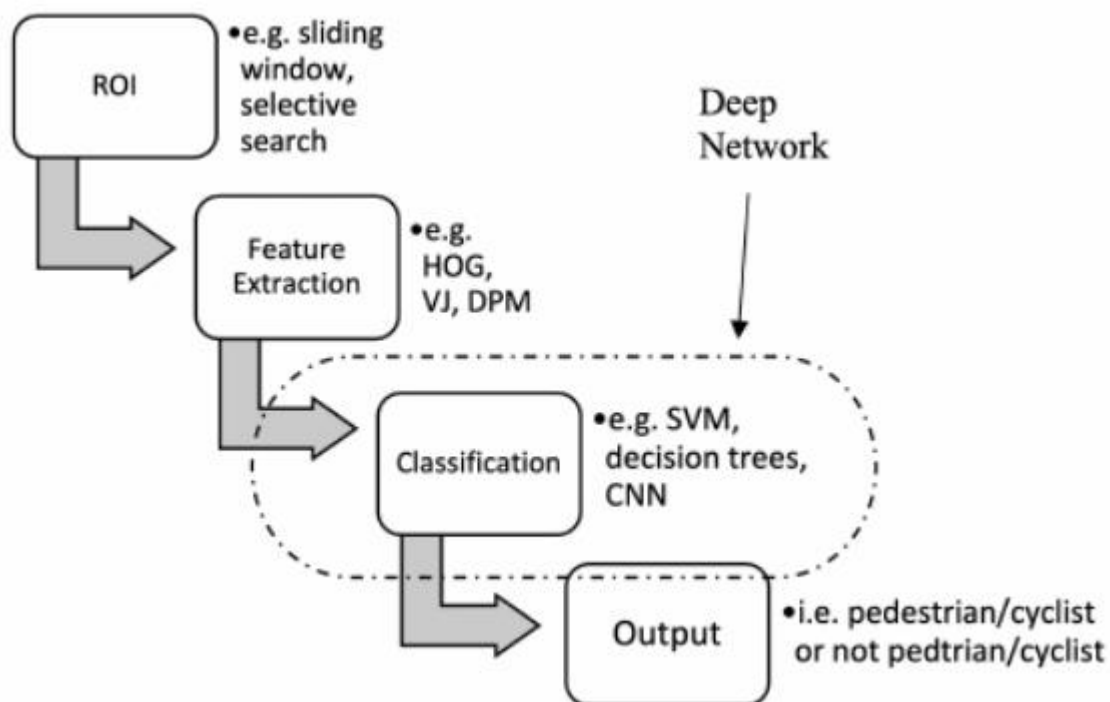 ROI
•e.g. sliding
window,
selective
search
Deep
Network
Feature
Extraction
•e.g.
HOG,
VJ, DPM
Classification
•e.g. SVM,
decision trees,
CNN
Output
•i.e. pedestrian/cyclist
or not pedtrian/cyclist